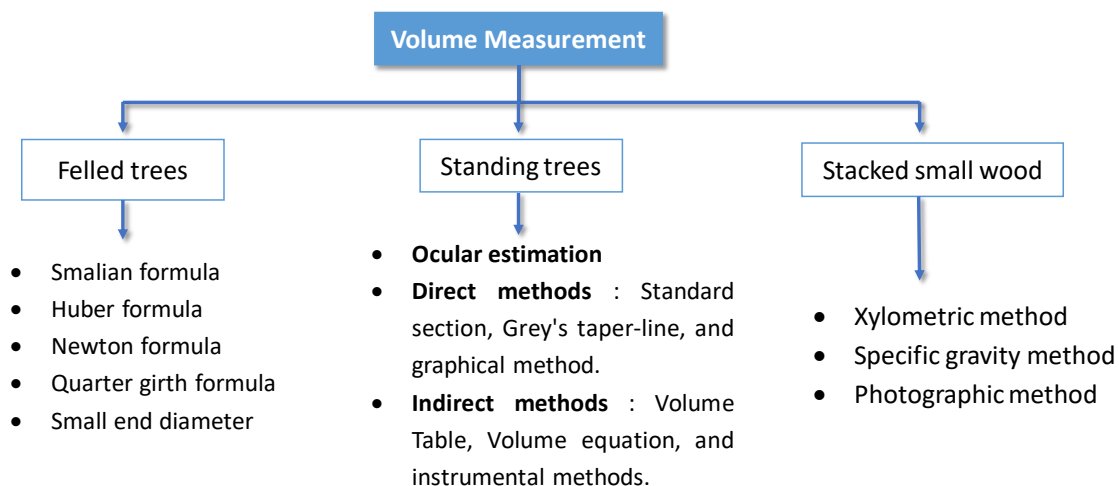 Volume Measurement
Felled trees
Standing trees
Stacked small wood
• Smalian formula
• Huber formula
• Newton formula
• Quarter girth formula
• Small end diameter
• Ocular estimation
• Direct methods : Standard
section, Grey's taper-line, and
graphical method.
• Indirect methods : Volume
Table, Volume equation, and
instrumental methods.
• Xylometric method
• Specific gravity method
• Photographic method